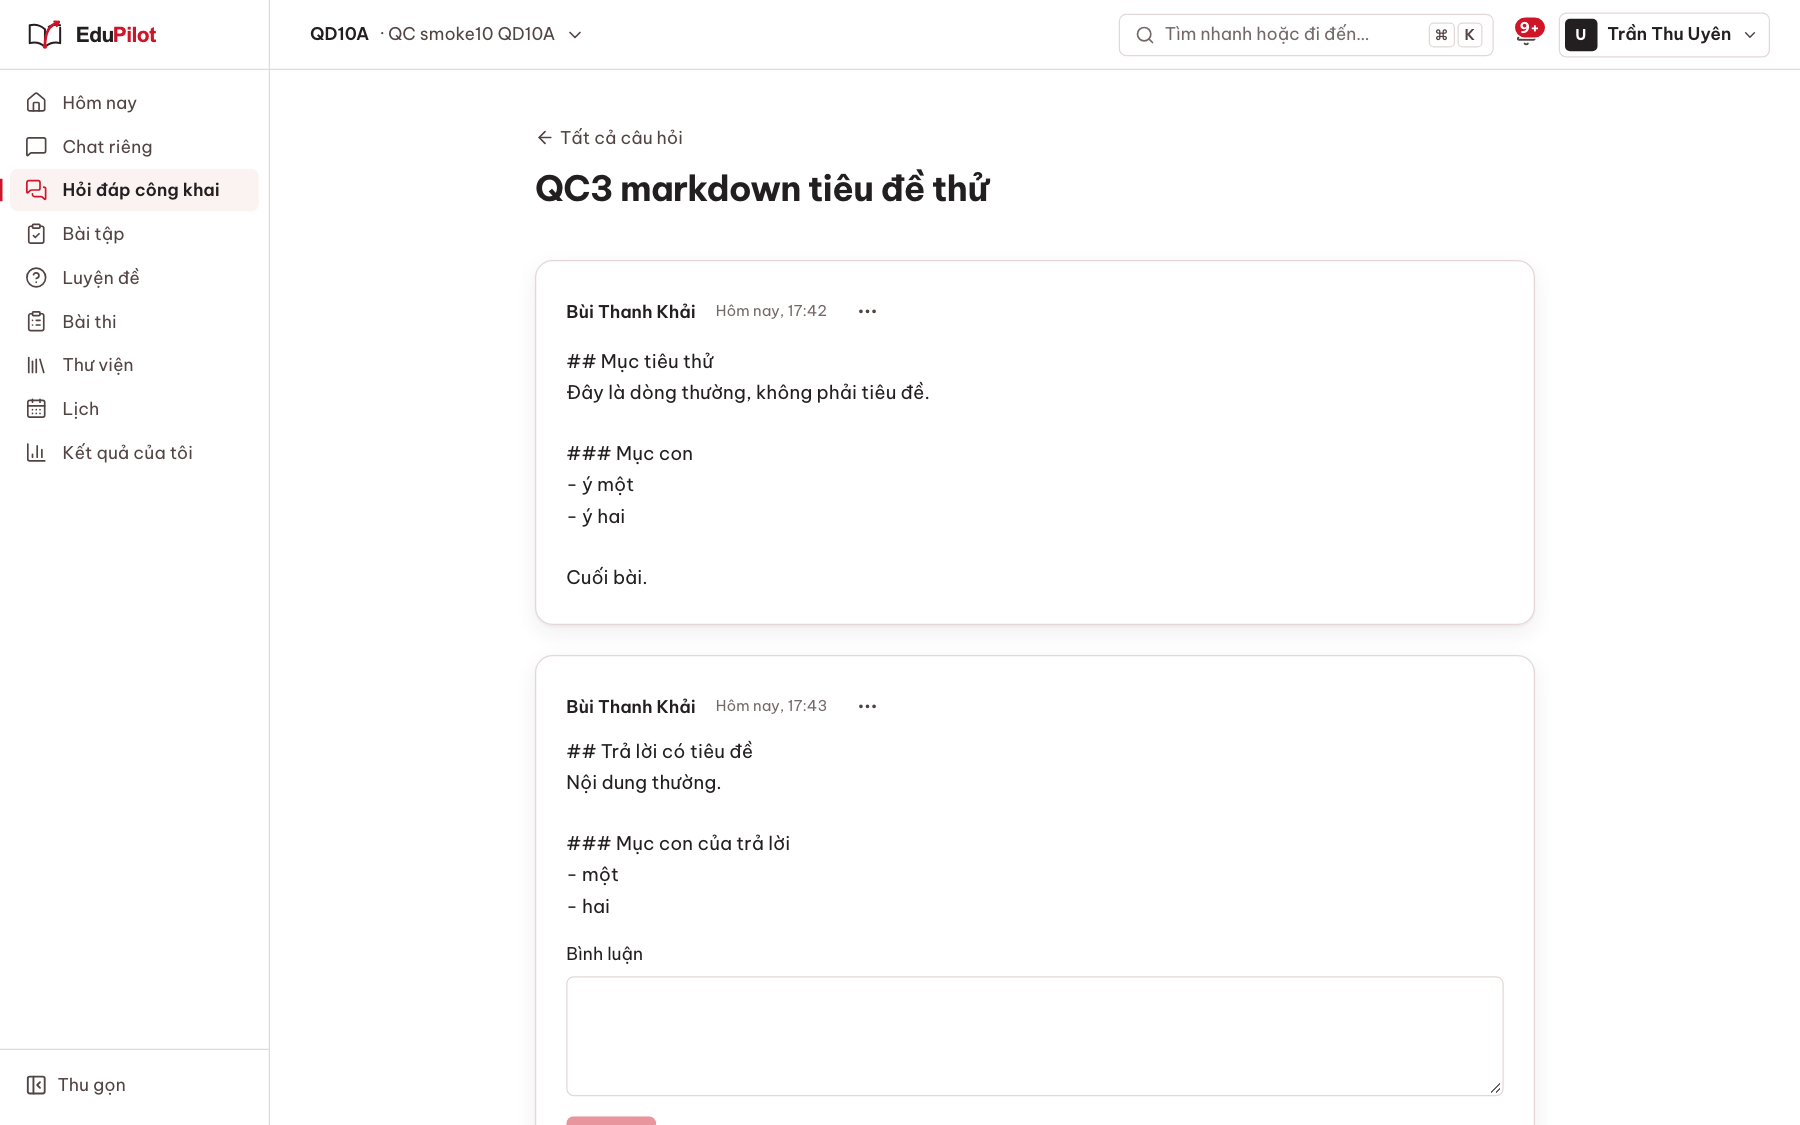 EduPilot
QD10A · QC smoke10 QD10A
Tìm nhanh hoặc đi đến... ⌘ K
9+
U Trần Thu Uyên
Hôm nay
Chat riêng
Hỏi đáp công khai
Bài tập
Luyện đề
Bài thi
Thư viện
Lịch
Kết quả của tôi
Thu gọn
← Tất cả câu hỏi
QC3 markdown tiêu đề thử
Bùi Thanh Khải Hôm nay, 17:42 ···
## Mục tiêu thử
Đây là dòng thường, không phải tiêu đề.
### Mục con
- ý một
- ý hai
Cuối bài.
Bùi Thanh Khải Hôm nay, 17:43 ···
## Trả lời có tiêu đề
Nội dung thường.
### Mục con của trả lời
- một
- hai
Bình luận